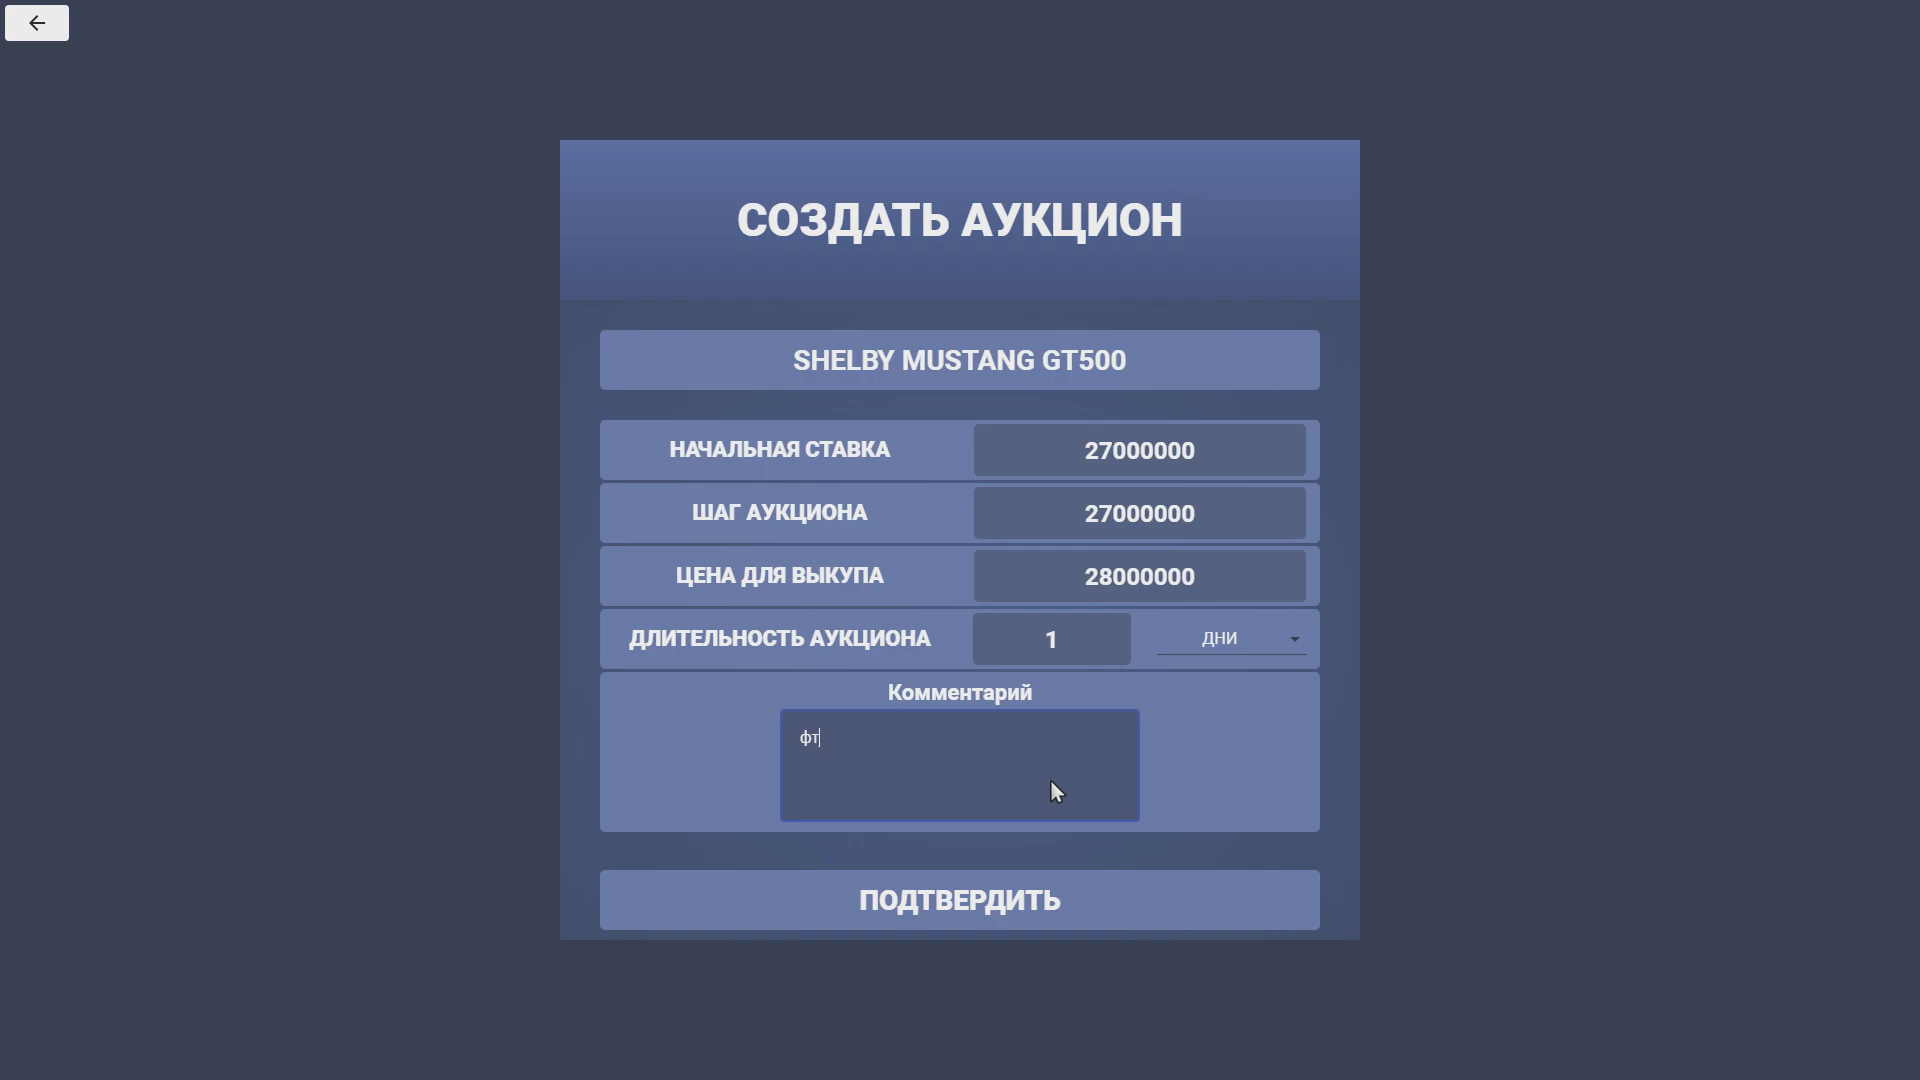 СОЗДАТЬ АУКЦИОН
SHELBY MUSTANG GT500
НАЧАЛЬНАЯ СТАВКА 27000000
ШАГ АУКЦИОНА 27000000
ЦЕНА ДЛЯ ВЫКУПА 28000000
ДЛИТЕЛЬНОСТЬ АУКЦИОНА 1 ДНИ
Комментарий
фт
ПОДТВЕРДИТЬ